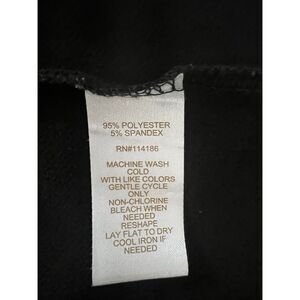 95% POLYESTER
5% SPANDEX
RN#114186
MACHINE WASH
COLD
WITH LIKE COLORS
GENTLE CYCLE
ONLY
NON-CHLORINE
BLEACH WHEN
NEEDED
RESHAPE
LAY FLAT TO DRY
COOL IRON IF
NEEDED